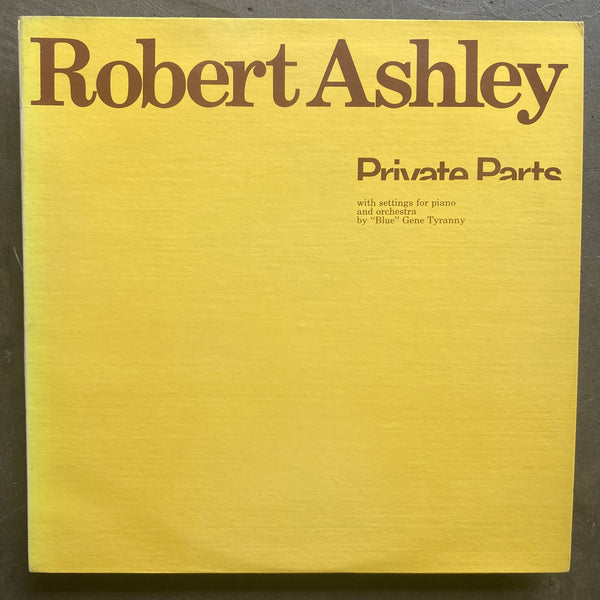 Robert Ashley
Private Parts
with settings for piano
and orchestra
by “Blue” Gene Tyranny